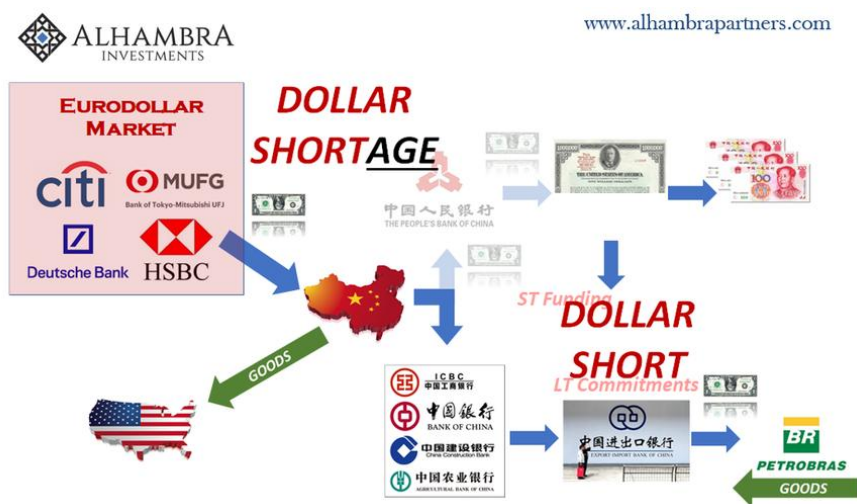 ALHAMBRA
INVESTMENTS
www.alhambrapartners.com
EURODOLLAR
MARKET
citi
MUFG
Bank of Tokyo-Mitsubishi UFJ
Deutsche Bank
HSBC
DOLLAR
SHORTAGE
中国人民银行
THE PEOPLE'S BANK OF CHINA
100
ST Funding
DOLLAR
SHORT
LT Commitments
GOODS
ICBC
中国工商银行
中国银行
BANK OF CHINA
中国建设银行
China Construction Bank
中国农业银行
AGRICULTURAL BANK OF CHINA
中国进出口银行
EXPORT IMPORT BANK OF CHINA
BR
PETROBRAS
GOODS